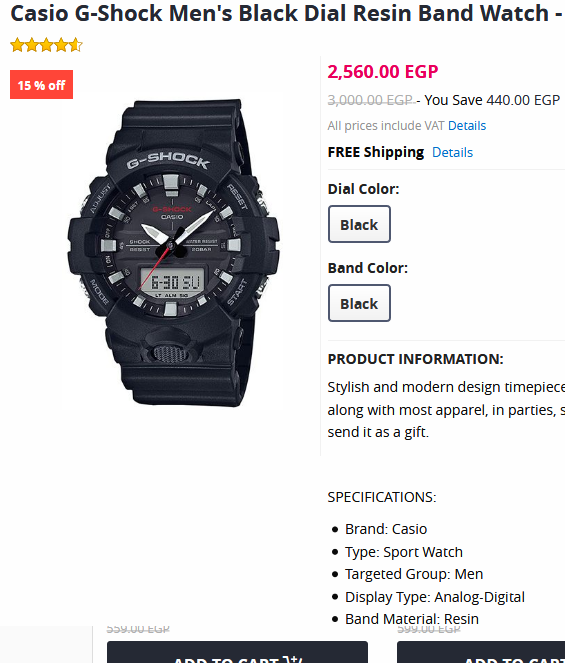 Casio G-Shock Men's Black Dial Resin Band Watch -
15 % off
2,560.00 EGP
3,000.00 EGP - You Save 440.00 EGP
All prices include VAT Details
FREE Shipping Details
Dial Color:
Black
Band Color:
Black
PRODUCT INFORMATION:
Stylish and modern design timepiece
along with most apparel, in parties, s
send it as a gift.
SPECIFICATIONS:
Brand: Casio
Type: Sport Watch
Targeted Group: Men
Display Type: Analog-Digital
Band Material: Resin
G-SHOCK
ADJUST
RESET
G-SHOCK
CASIO
SHOCK
RESIST
WATER RESIST
20BAR
6:30 SU
LT ALM SIG
MODE
START
559.00 EGP
599.00 EGP
ADD TO CART
ADD TO CAR